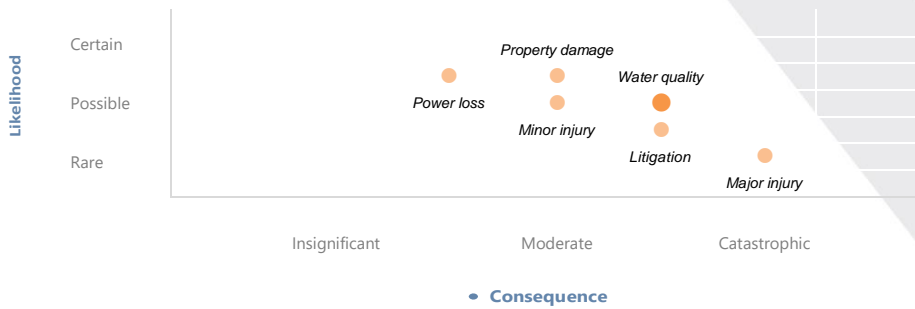 Likelihood
Certain
Possible
Rare
Property damage
Water quality
Power loss
Minor injury
Litigation
Major injury
Insignificant
Moderate
Catastrophic
Consequence